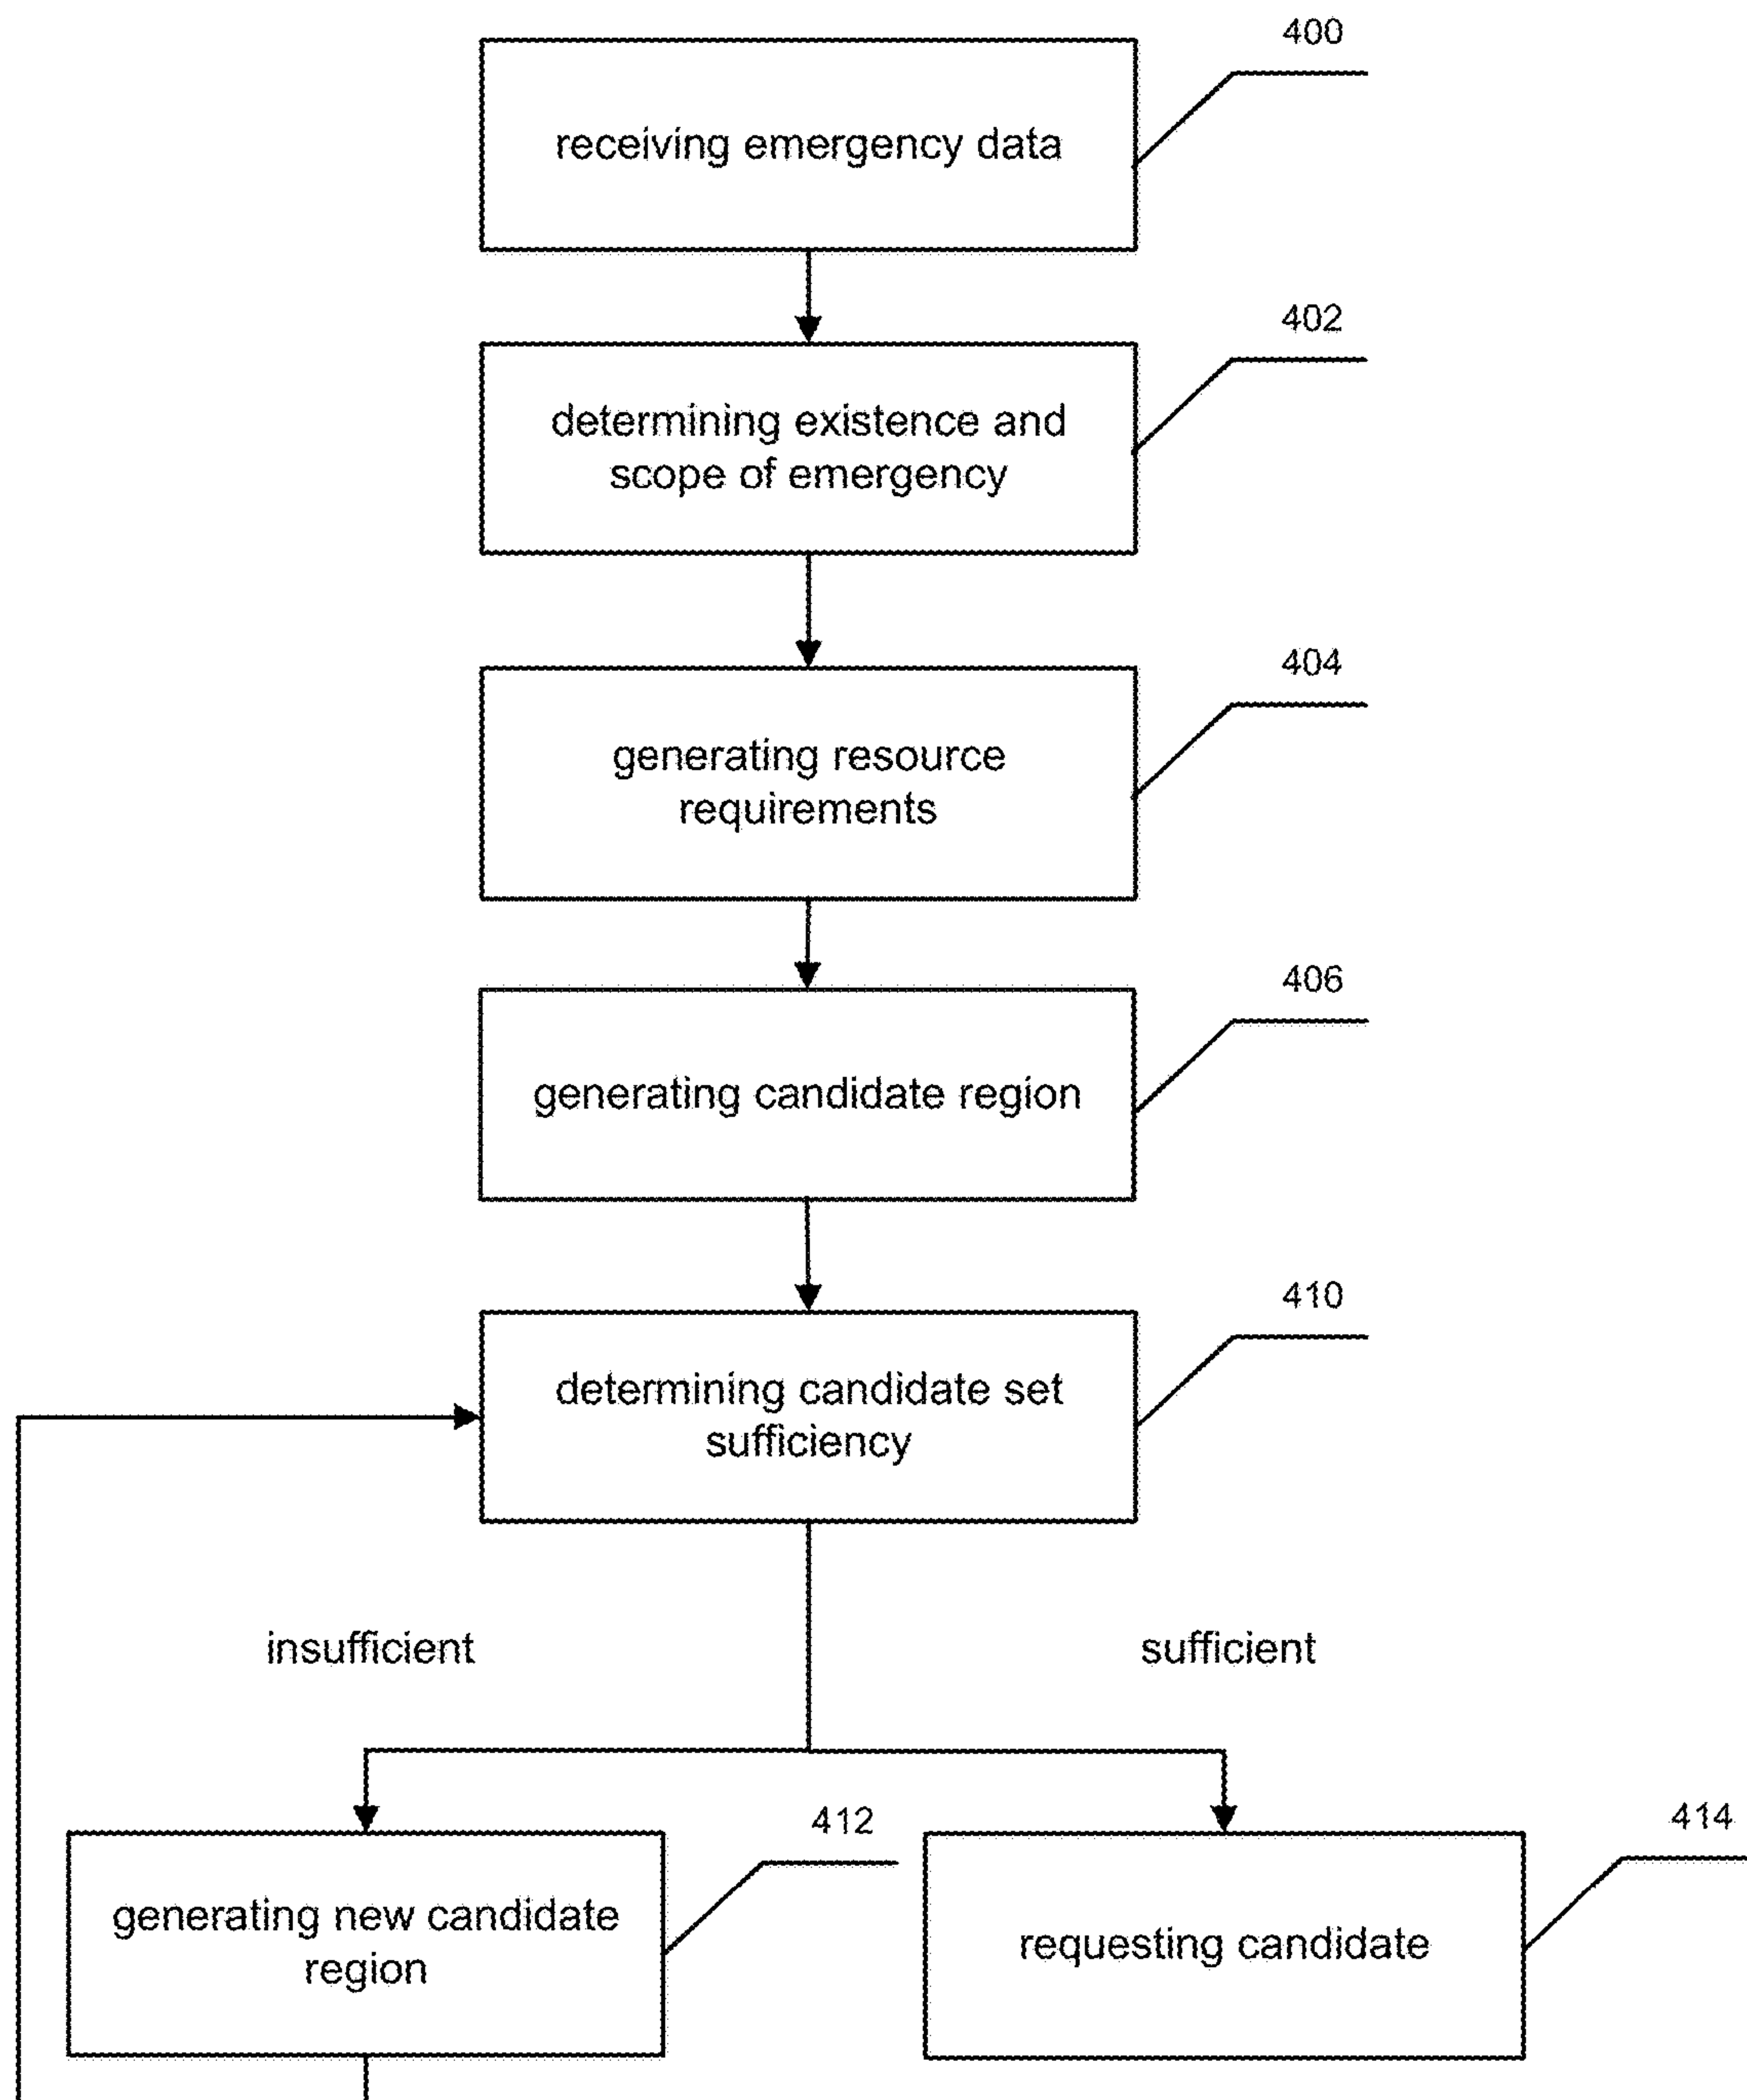 400
receiving emergency data
402
determining existence and
scope of emergency
404
generating resource
requirements
406
generating candidate region
410
determining candidate set
sufficiency
insufficient
sufficient
412
414
generating new candidate
region
requesting candidate